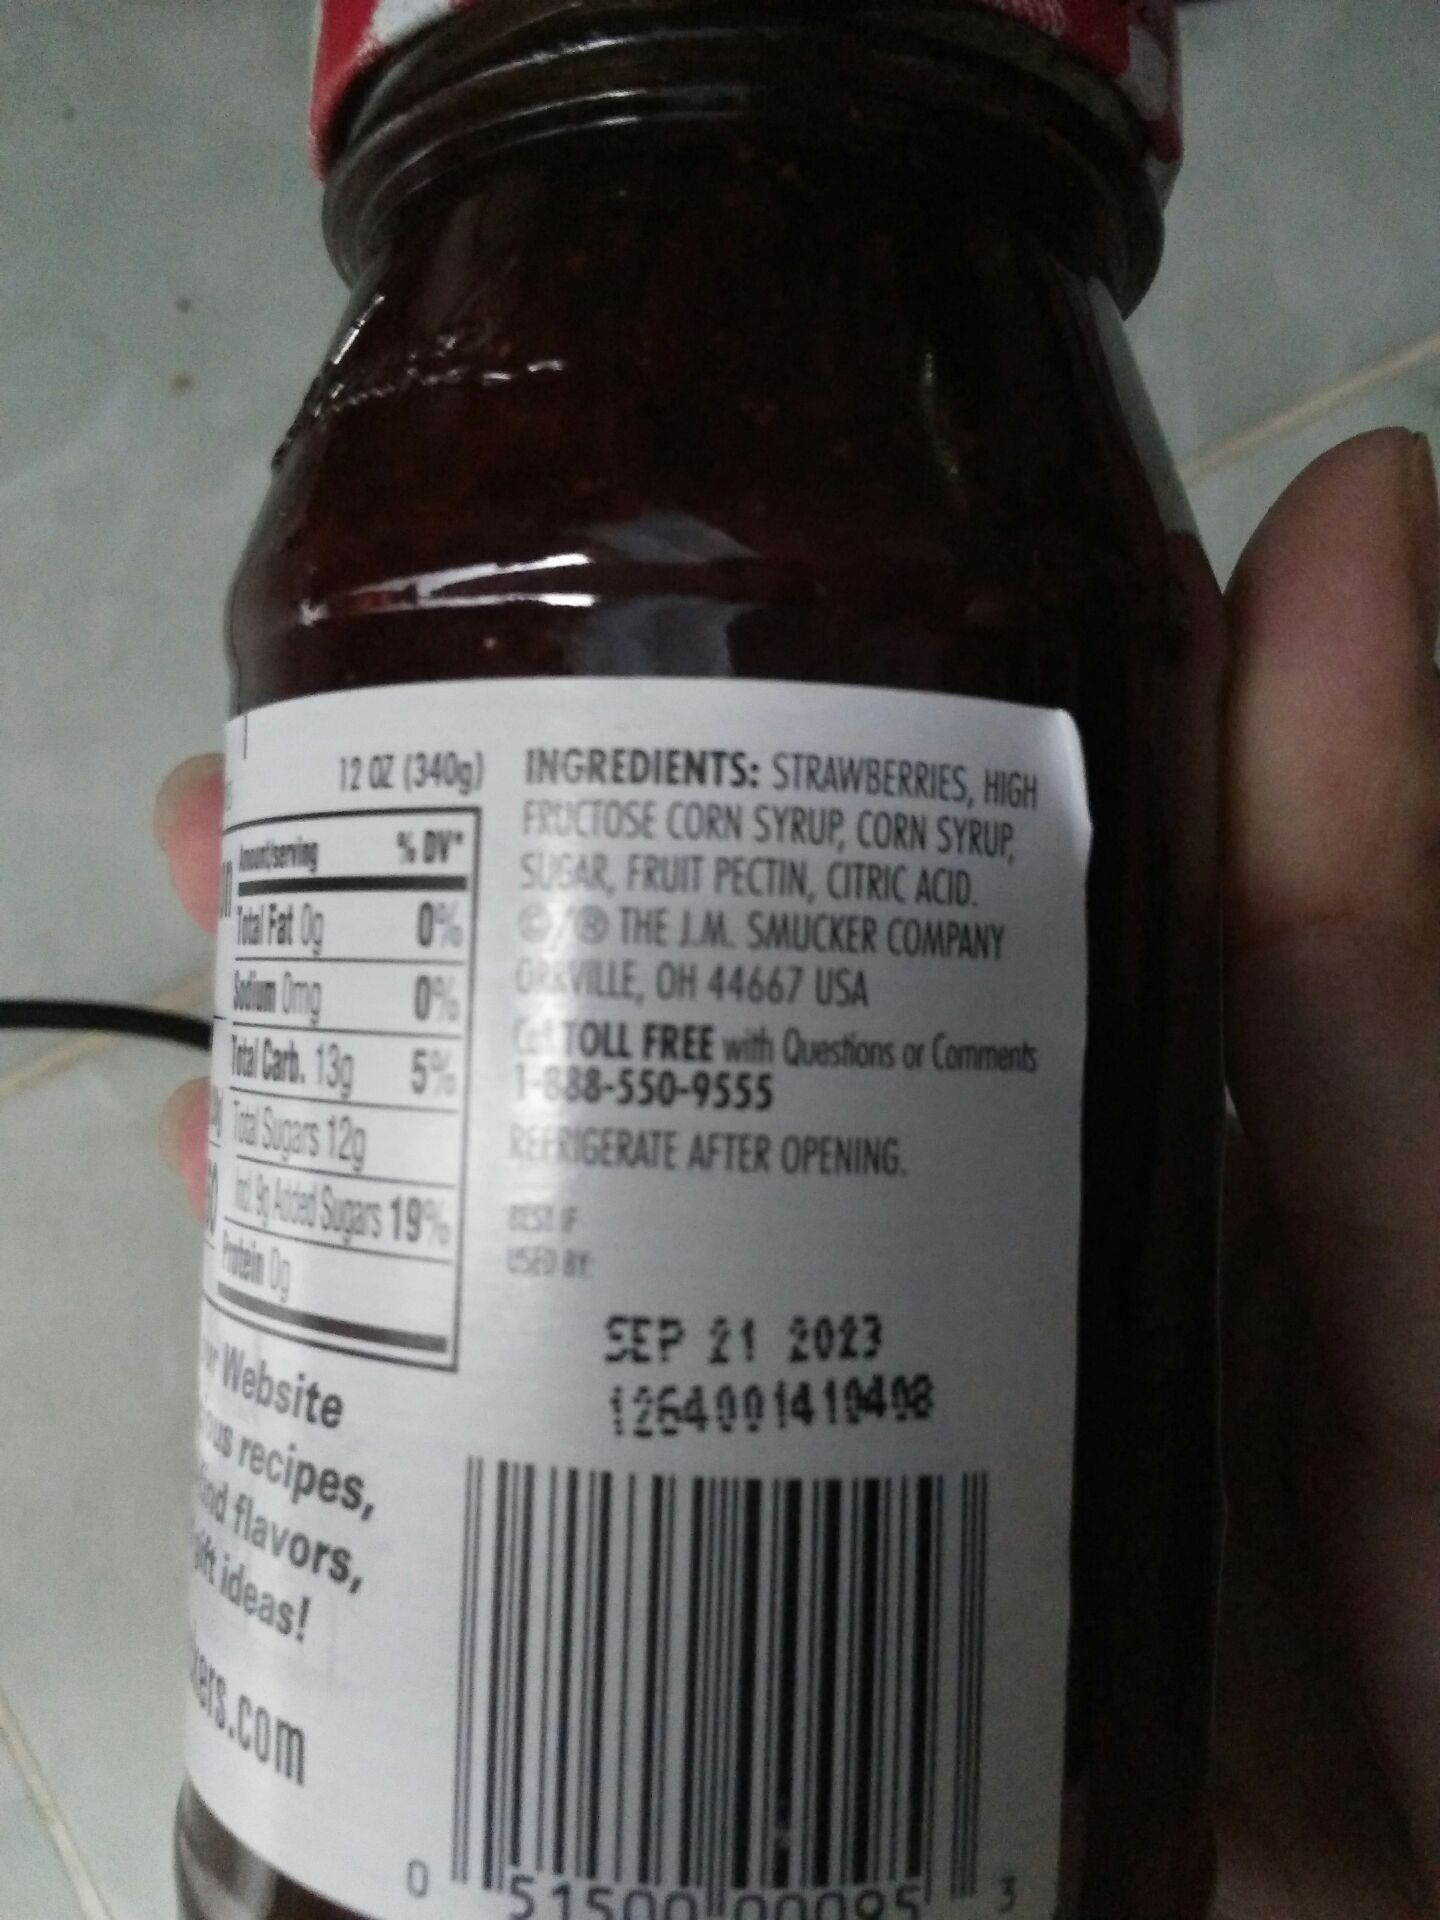 12 OZ (340g)
Amount/serving % DV*
Total Fat 0g 0%
Sodium 0mg 0%
Total Carb. 13g 5%
Total Sugars 12g
Incl. 9g Added Sugars 19%
Protein 0g
Website
recipes,
flavors,
ideas!
.com
INGREDIENTS: STRAWBERRIES, HIGH
FRUCTOSE CORN SYRUP, CORN SYRUP,
SUGAR, FRUIT PECTIN, CITRIC ACID.
©/® THE J.M. SMUCKER COMPANY
ORRVILLE, OH 44667 USA
Call TOLL FREE with Questions or Comments
1-888-550-9555
REFRIGERATE AFTER OPENING.
BEST IF
USED BY:
SEP 21 2023
1264001410408
0 51500 00095 3